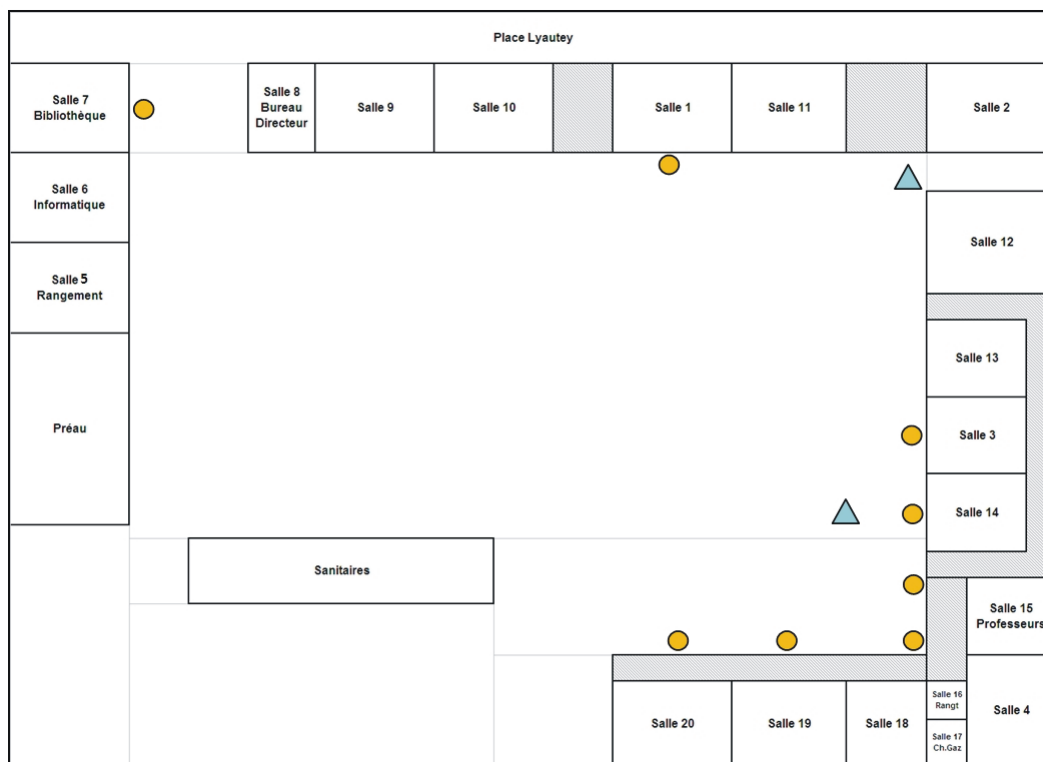 Place Lyautey
Salle 7
Bibliothèque
Salle 8
Bureau
Directeur
Salle 9
Salle 10
Salle 1
Salle 11
Salle 2
Salle 6
Informatique
Salle 12
Salle 5
Rangement
Salle 13
Préau
Salle 3
Salle 14
Sanitaires
Salle 15
Professeurs
Salle 16
Rangt
Salle 4
Salle 20
Salle 19
Salle 18
Salle 17
Ch.Gaz